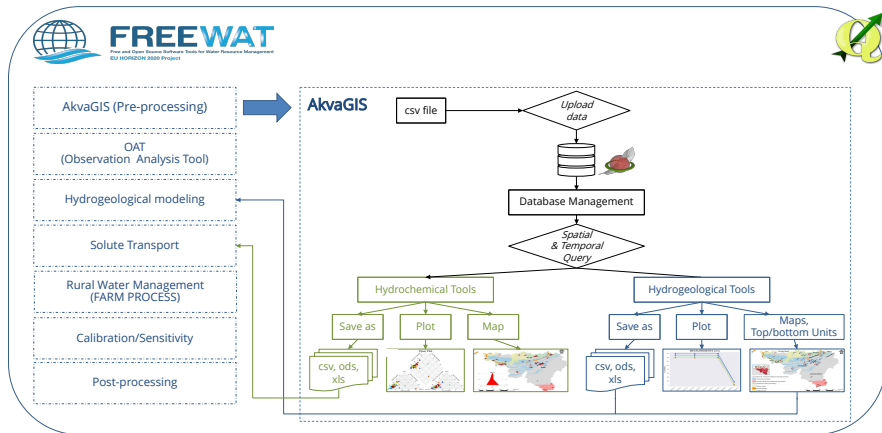 FREEWAT
Free and Open Source Software Tools for Water Resource Management
EU HORIZON 2020 Project
AkvaGIS (Pre-processing)
OAT
(Observation Analysis Tool)
Hydrogeological modeling
Solute Transport
Rural Water Management
(FARM PROCESS)
Calibration/Sensitivity
Post-processing
AkvaGIS
csv file
Upload
data
Database Management
Spatial
& Temporal
Query
Hydrochemical Tools
Save as
Plot
Map
csv, ods,
xls
Hydrogeological Tools
Save as
Plot
Maps,
Top/bottom Units
csv, ods,
xls